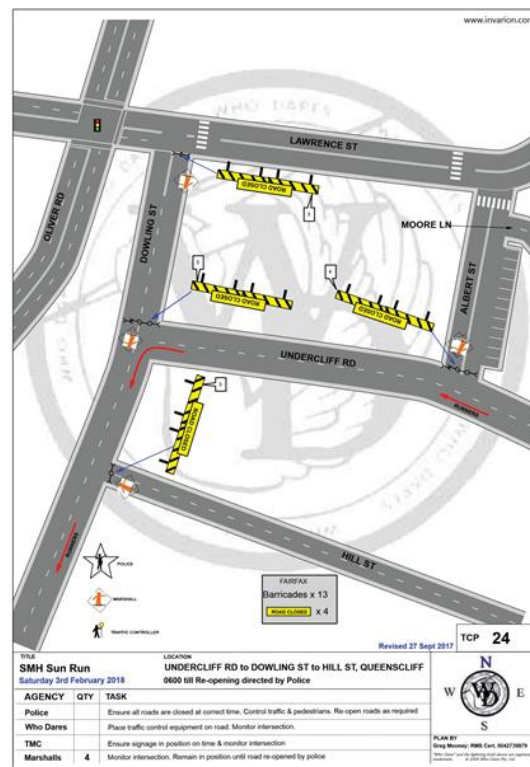 www.invarion.com
LAWRENCE ST
ROAD CLOSED
OLIVER RD
DOWLING ST
MOORE LN
ALBERT ST
ROAD CLOSED
ROAD CLOSED
UNDERCLIFF RD
RUNNERS
ROAD CLOSED
RUNNERS
HILL ST
POLICE
MARSHALL
TRAFFIC CONTROLLER
FAIRFAX
Barricades x 13
ROAD CLOSED x 4
Revised 27 Sept 2017
TCP 24
TITLE
SMH Sun Run
Saturday 3rd February 2018
LOCATION
UNDERCLIFF RD to DOWLING ST to HILL ST, QUEENSCLIFF
0600 till Re-opening directed by Police
AGENCY QTY TASK
Police Ensure all roads are closed at correct time. Control traffic & pedestrians. Re-open roads as required
Who Dares Place traffic control equipment on road. Monitor intersection.
TMC Ensure signage in position on time & monitor intersection
Marshalls 4 Monitor intersection. Remain in position until road re-opened by police
N
W E
S
WD
PLAN BY
WHO DARES